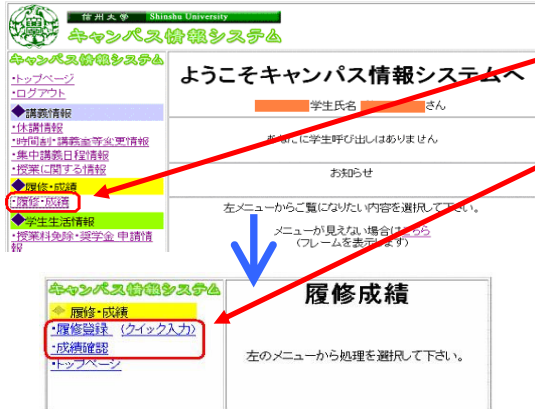 信州大学 Shinshu University
キャンパス情報システム
キャンパス情報システム
・トップページ
・ログアウト
◆講義情報
・休講情報
・時間割・講義室等変更情報
・集中講義日程情報
・授業に関する情報
◆履修・成績
・履修・成績
◆学生生活情報
・授業料免除・奨学金 申請情報
ようこそキャンパス情報システムへ
学生氏名 さん
あなたに学生呼び出しはありません
お知らせ
左メニューからご覧になりたい内容を選択して下さい。
メニューが見えない場合はこちら
(フレームを表示します)
キャンパス情報システム
履修・成績
・履修登録 (クイック入力)
・成績確認
・トップページ
履修成績
左のメニューから処理を選択して下さい。